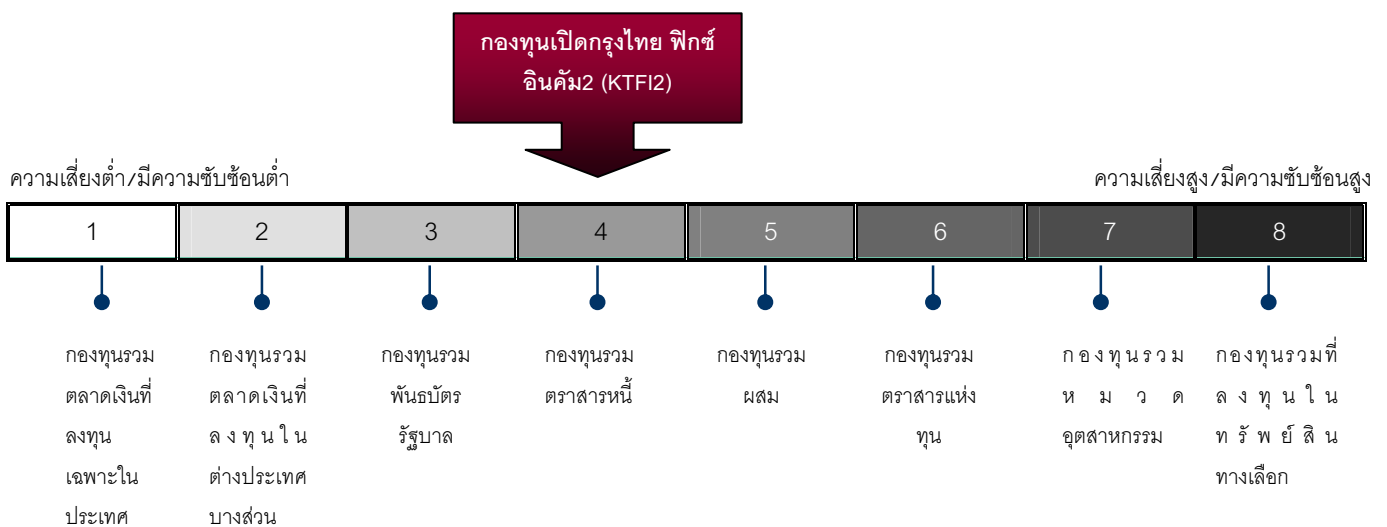 กองทุนเปิดกรุงไทย ฟิกซ์
อินคัม2 (KTFI2)
ความเสี่ยงต่ำ/มีความซับซ้อนต่ำ
ความเสี่ยงสูง/มีความซับซ้อนสูง
1 2 3 4 5 6 7 8
กองทุนรวม
ตลาดเงินที่
ลงทุน
เฉพาะใน
ประเทศ
กองทุนรวม
ตลาดเงินที่
ลงทุนใน
ต่างประเทศ
บางส่วน
กองทุนรวม
พันธบัตร
รัฐบาล
กองทุนรวม
ตราสารหนี้
กองทุนรวม
ผสม
กองทุนรวม
ตราสารแห่ง
ทุน
กองทุนรวม
หมวด
อุตสาหกรรม
กองทุนรวมที่
ลงทุนใน
ทรัพย์สิน
ทางเลือก